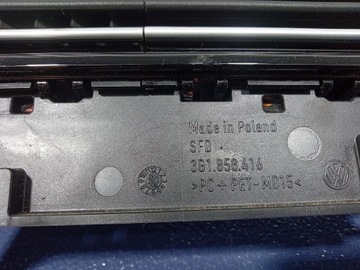 Made in Poland
SFD
3G1.858.416
>PC+PET-MD15<